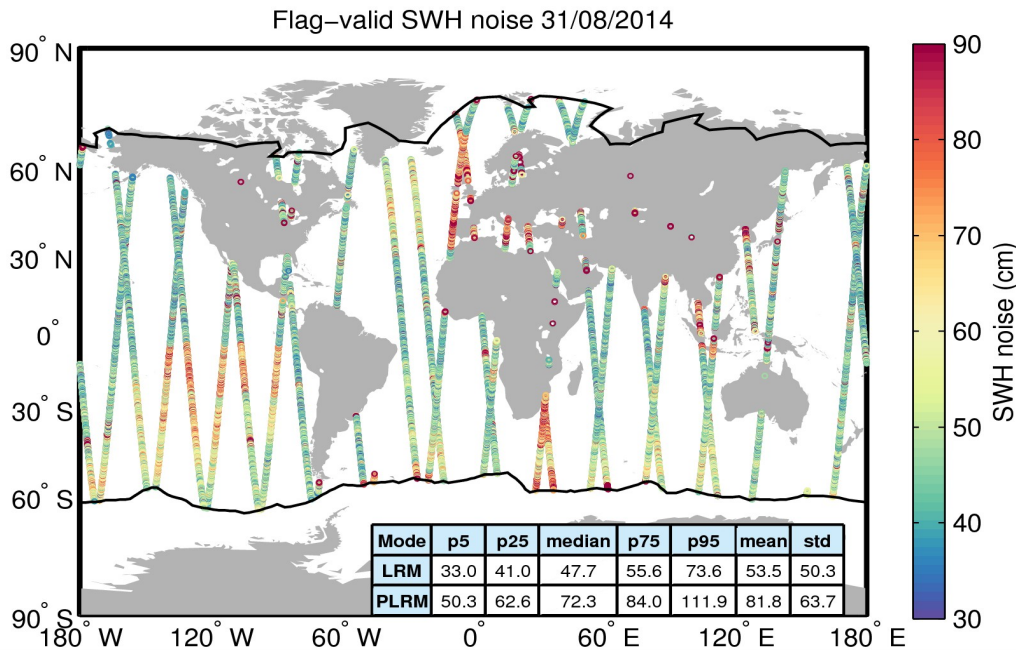 Flag−valid SWH noise 31/08/2014
90° N
60° N
30° N
0°
30° S
60° S
90° S
180° W 120° W 60° W 0° 60° E 120° E 180° E
90
80
70
60
50
40
30
SWH noise (cm)
Mode p5 p25 median p75 p95 mean std
LRM 33.0 41.0 47.7 55.6 73.6 53.5 50.3
PLRM 50.3 62.6 72.3 84.0 111.9 81.8 63.7